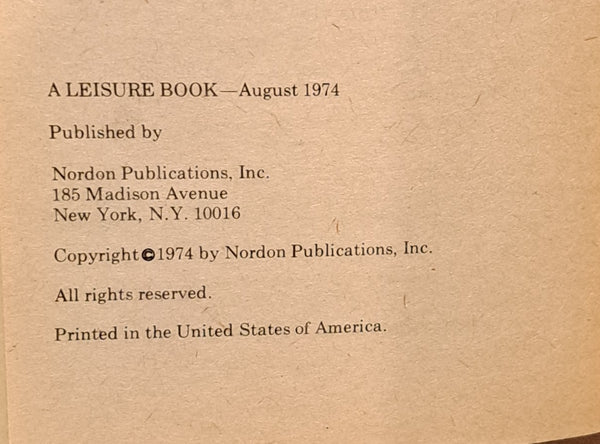 A LEISURE BOOK—August 1974
Published by
Nordon Publications, Inc.
185 Madison Avenue
New York, N.Y. 10016
Copyright©1974 by Nordon Publications, Inc.
All rights reserved.
Printed in the United States of America.